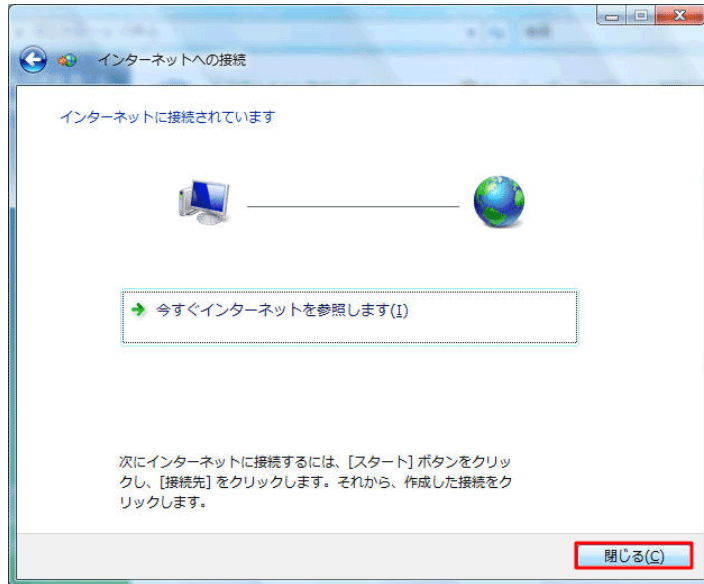 インターネットへの接続
インターネットに接続されています
今すぐインターネットを参照します(I)
次にインターネットに接続するには、[スタート] ボタンをクリッ
クし、[接続先] をクリックします。それから、作成した接続をク
リックします。
閉じる(C)